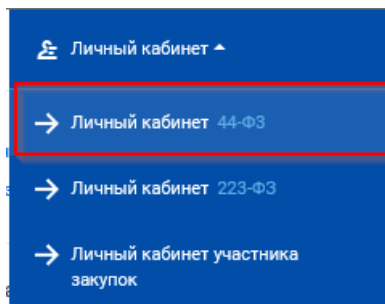 Личный кабинет
Личный кабинет 44-ФЗ
Личный кабинет 223-ФЗ
Личный кабинет участника
закупок